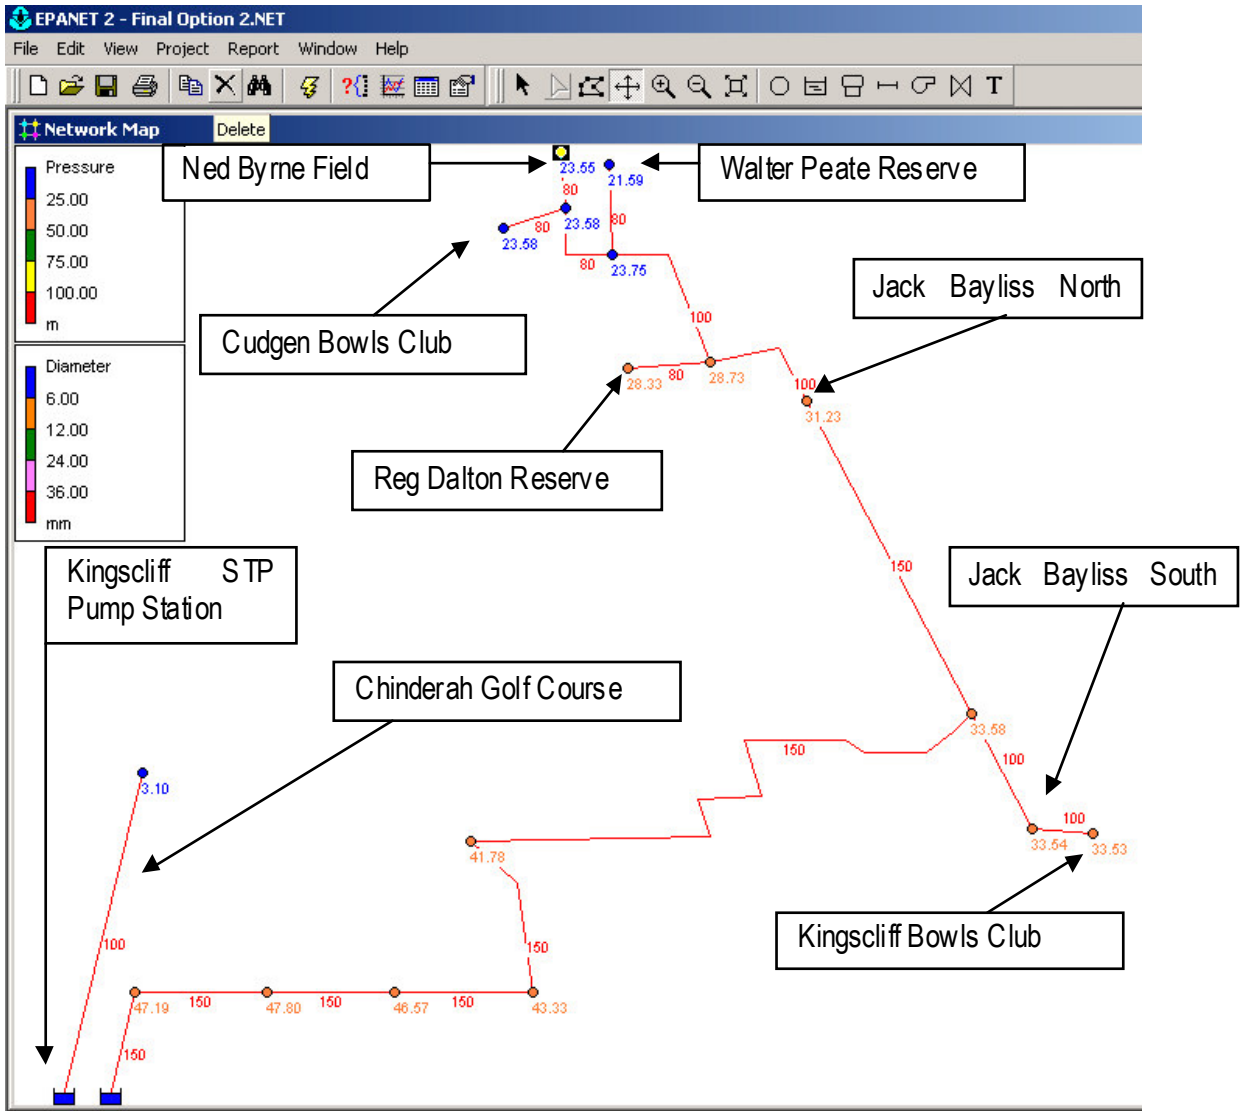 EPANET 2 - Final Option 2.NET
File Edit View Project Report Window Help
T
Network Map
Delete
Pressure
25.00
50.00
75.00
100.00
m
Diameter
6.00
12.00
24.00
36.00
mm
Ned Byrne Field
Walter Peate Reserve
23.55
21.59
80
23.58
80
80
23.58
80
23.75
Jack Bayliss North
Cudgen Bowls Club
100
28.33
80
28.73
100
31.23
Reg Dalton Reserve
150
Jack Bayliss South
Kingscliff STP
Pump Station
Chinderah Golf Course
33.58
150
100
3.10
100
33.54
33.53
41.78
Kingscliff Bowls Club
100
150
47.19
150
47.80
150
46.57
150
43.33
150